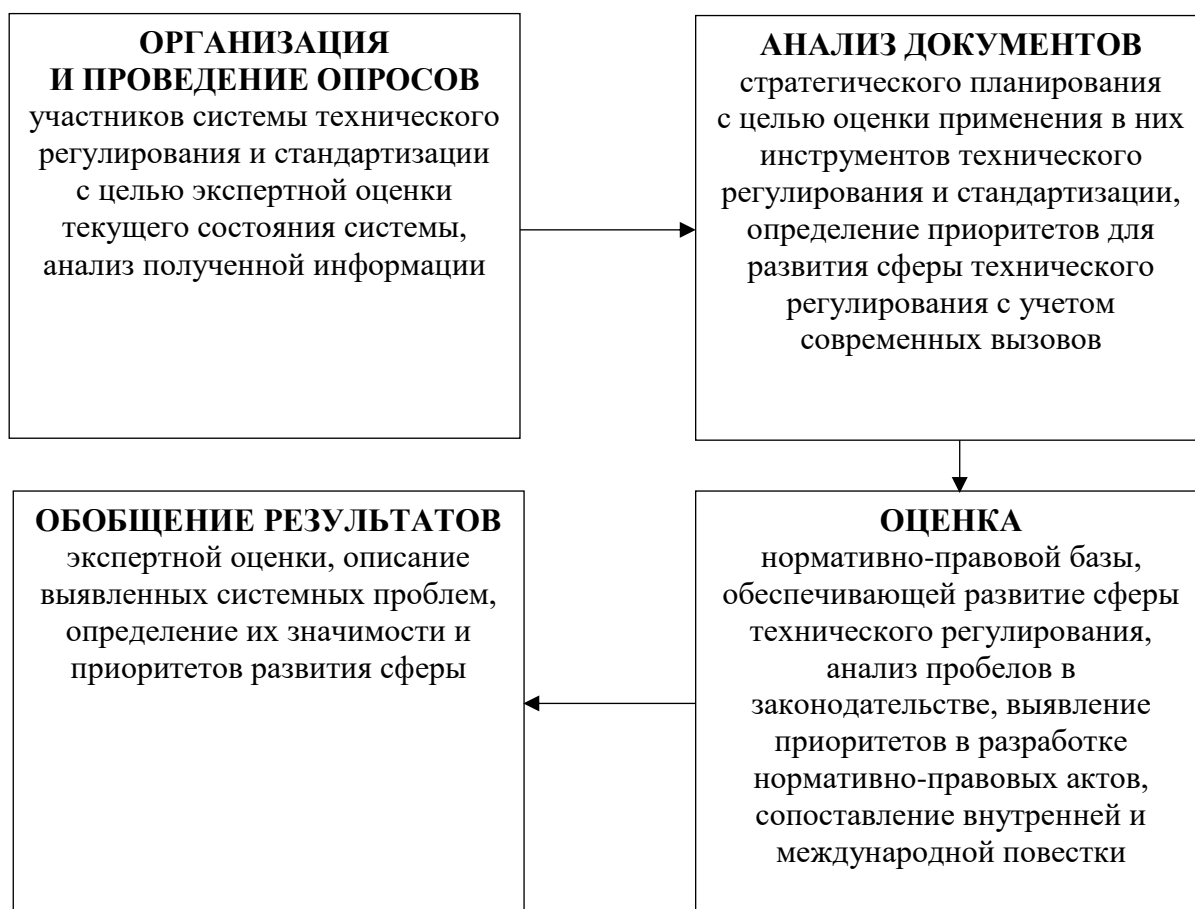 ОРГАНИЗАЦИЯ
И ПРОВЕДЕНИЕ ОПРОСОВ
участников системы технического
регулирования и стандартизации
с целью экспертной оценки
текущего состояния системы,
анализ полученной информации
АНАЛИЗ ДОКУМЕНТОВ
стратегического планирования
с целью оценки применения в них
инструментов технического
регулирования и стандартизации,
определение приоритетов для
развития сферы технического
регулирования с учетом
современных вызовов
ОЦЕНКА
нормативно-правовой базы,
обеспечивающей развитие сферы
технического регулирования,
анализ пробелов в
законодательстве, выявление
приоритетов в разработке
нормативно-правовых актов,
сопоставление внутренней и
международной повестки
ОБОБЩЕНИЕ РЕЗУЛЬТАТОВ
экспертной оценки, описание
выявленных системных проблем,
определение их значимости и
приоритетов развития сферы